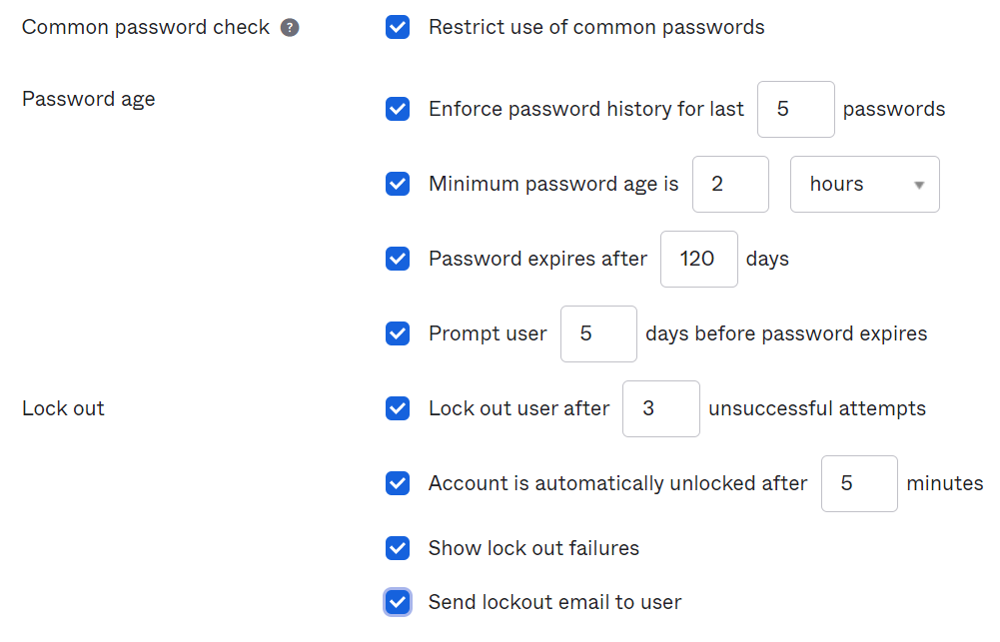 Common password check ? Restrict use of common passwords
Password age Enforce password history for last 5 passwords
Minimum password age is 2 hours
Password expires after 120 days
Prompt user 5 days before password expires
Lock out Lock out user after 3 unsuccessful attempts
Account is automatically unlocked after 5 minutes
Show lock out failures
Send lockout email to user